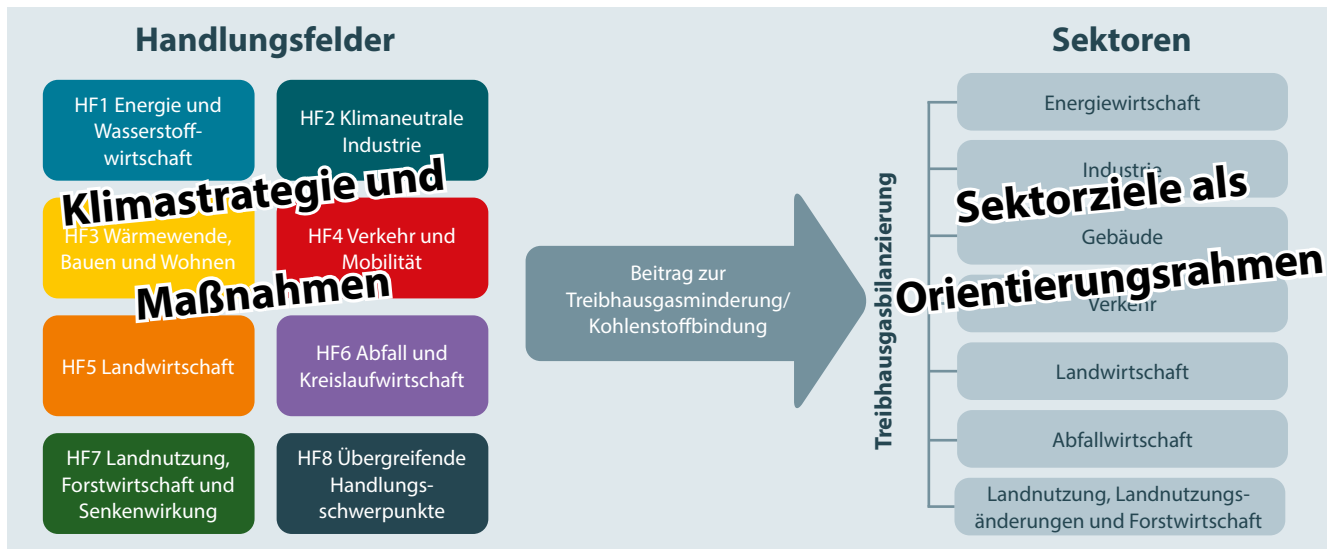 Handlungsfelder
HF1 Energie und
Wasserstoff-
wirtschaft
HF2 Klimaneutrale
Industrie
Klimastrategie und
HF3 Wärmewende,
Bauen und Wohnen
HF4 Verkehr und
Mobilität
Maßnahmen
HF5 Landwirtschaft
HF6 Abfall und
Kreislaufwirtschaft
HF7 Landnutzung,
Forstwirtschaft und
Senkenwirkung
HF8 Übergreifende
Handlungs-
schwerpunkte
Beitrag zur
Treibhausgasminderung/
Kohlenstoffbindung
Treibhausgasbilanzierung
Sektoren
Energiewirtschaft
Industrie
Sektorziele als
Gebäude
Orientierungsrahmen
Verkehr
Landwirtschaft
Abfallwirtschaft
Landnutzung, Landnutzungs-
änderungen und Forstwirtschaft